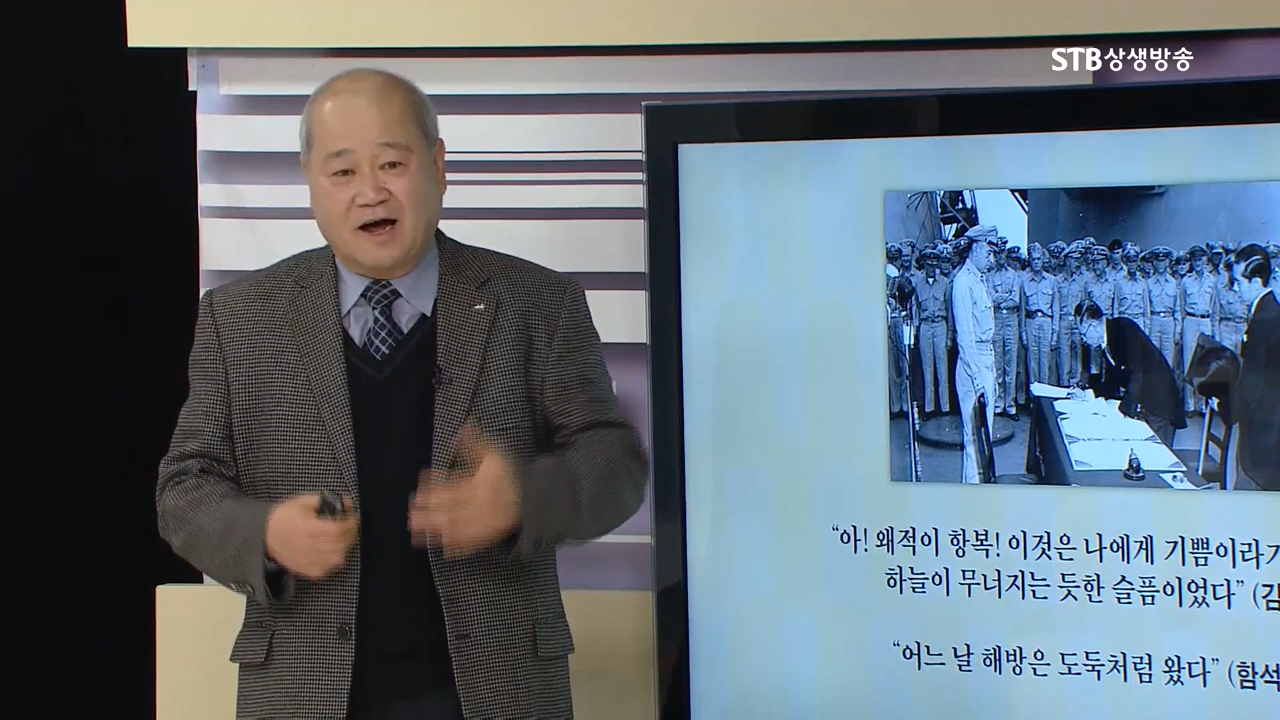 STB상생방송
“아! 왜적이 항복! 이것은 나에게 기쁨이라기
하늘이 무너지는 듯한 슬픔이었다” (김
“어느 날 해방은 도둑처럼 왔다” (함석